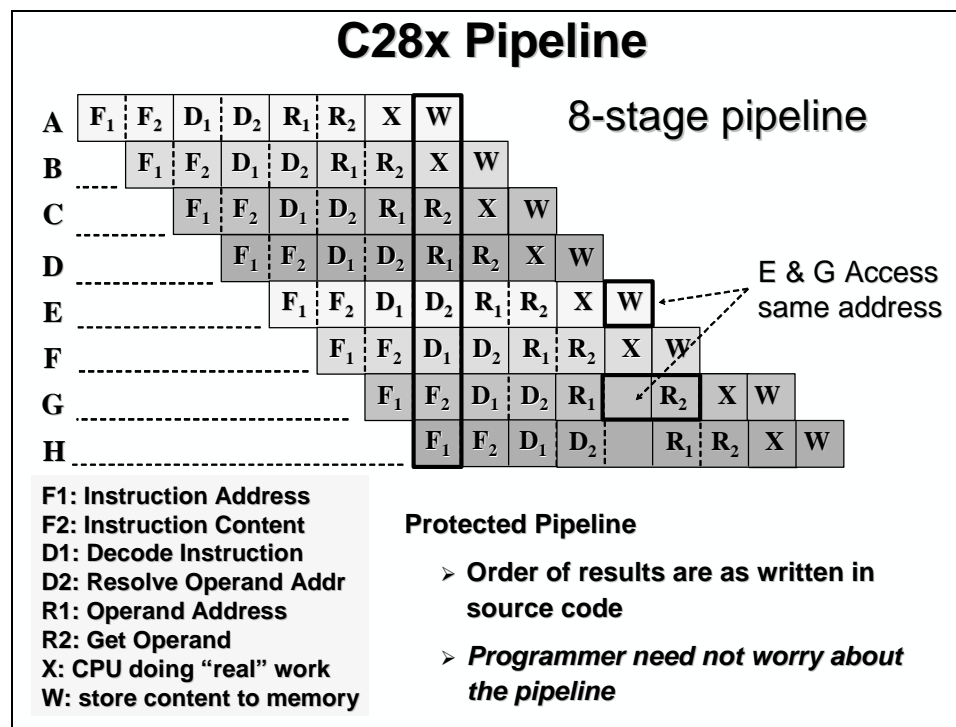 C28x Pipeline
8-stage pipeline
A F₁ F₂ D₁ D₂ R₁ R₂ X W
B F₁ F₂ D₁ D₂ R₁ R₂ X W
C F₁ F₂ D₁ D₂ R₁ R₂ X W
D F₁ F₂ D₁ D₂ R₁ R₂ X W
E F₁ F₂ D₁ D₂ R₁ R₂ X W
F F₁ F₂ D₁ D₂ R₁ R₂ X W
G F₁ F₂ D₁ D₂ R₁ R₂ X W
H F₁ F₂ D₁ D₂ R₁ R₂ X W
E & G Access
same address
F1: Instruction Address
F2: Instruction Content
D1: Decode Instruction
D2: Resolve Operand Addr
R1: Operand Address
R2: Get Operand
X: CPU doing “real” work
W: store content to memory
Protected Pipeline
➢ Order of results are as written in
source code
➢ Programmer need not worry about
the pipeline